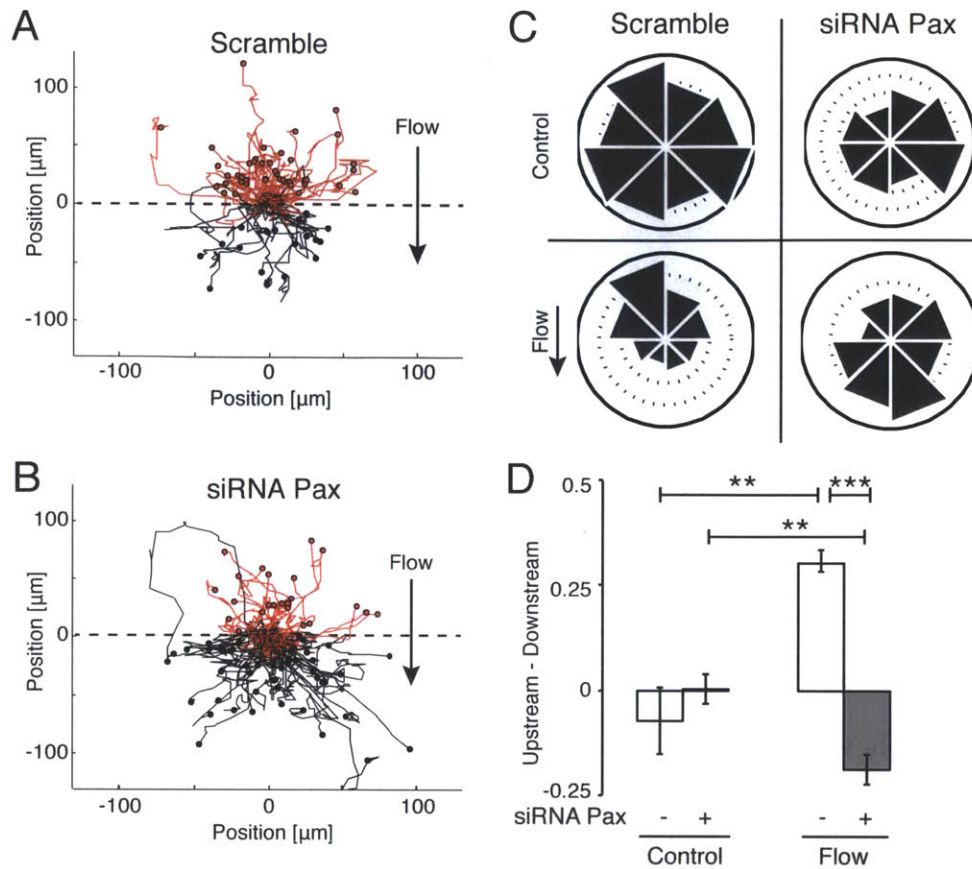 A
Scramble
Position [µm]
100
0
-100
Flow
-100
0
100
Position [µm]
B
siRNA Pax
Position [µm]
100
0
-100
Flow
-100
0
100
Position [µm]
C
Scramble
siRNA Pax
Control
Flow
D
Upstream - Downstream
0.5
0.25
0
-0.25
**
***
**
siRNA Pax
- + - +
Control
Flow